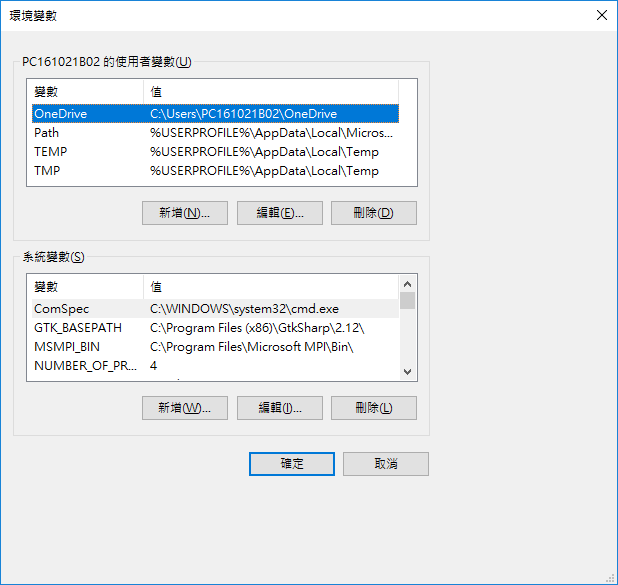 環境變數
PC161021B02 的使用者變數(U)
變數 值
OneDrive C:\Users\PC161021B02\OneDrive
Path %USERPROFILE%\AppData\Local\Micros...
TEMP %USERPROFILE%\AppData\Local\Temp
TMP %USERPROFILE%\AppData\Local\Temp
新增(N)... 編輯(E)... 刪除(D)
系統變數(S)
變數 值
ComSpec C:\WINDOWS\system32\cmd.exe
GTK_BASEPATH C:\Program Files (x86)\GtkSharp\2.12\
MSMPI_BIN C:\Program Files\Microsoft MPI\Bin\
NUMBER_OF_PR... 4
新增(W)... 編輯(I)... 刪除(L)
確定 取消